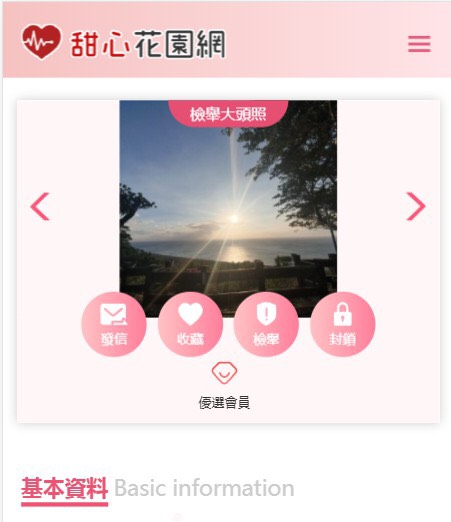 甜心花園網
檢舉大頭照
發信 收藏 檢舉 封鎖
優選會員
基本資料 Basic information